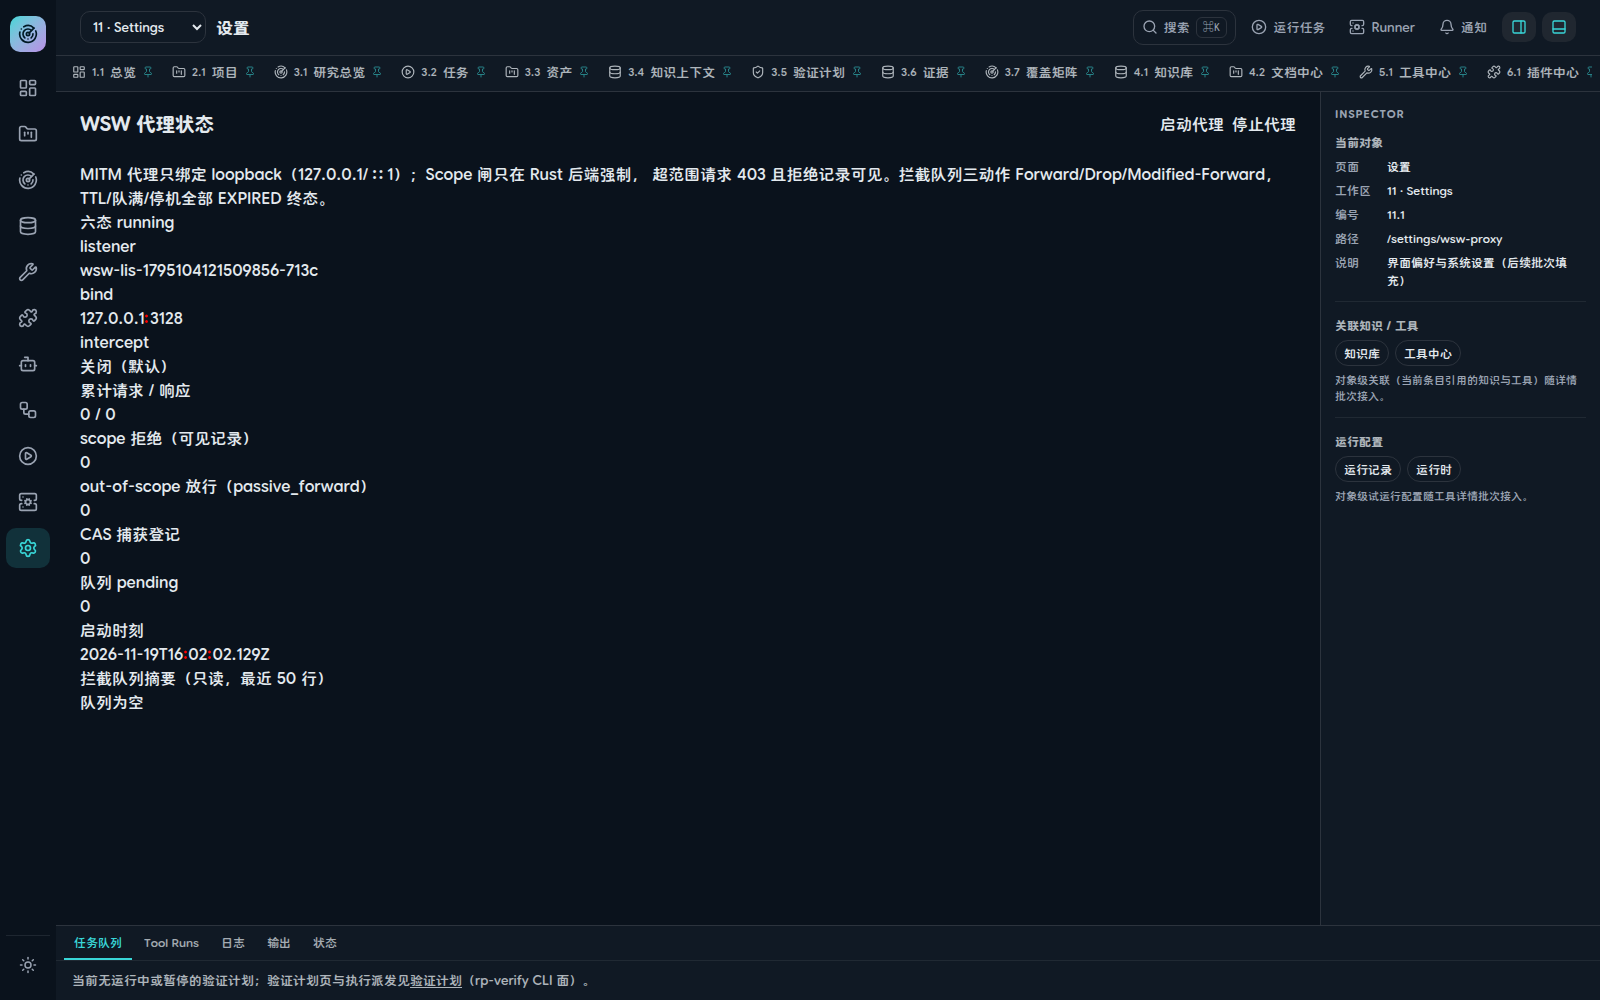 11 · Settings
设置
搜索 ⌘K
运行任务
Runner
通知
1.1 总览
2.1 项目
3.1 研究总览
3.2 任务
3.3 资产
3.4 知识上下文
3.5 验证计划
3.6 证据
3.7 覆盖矩阵
4.1 知识库
4.2 文档中心
5.1 工具中心
6.1 插件中心
WSW 代理状态
启动代理 停止代理
MITM 代理只绑定 loopback（127.0.0.1/::1）；Scope 闸只在 Rust 后端强制， 超范围请求 403 且拒绝记录可见。拦截队列三动作 Forward/Drop/Modified-Forward，
TTL/队满/停机全部 EXPIRED 终态。
六态 running
listener
wsw-lis-1795104121509856-713c
bind
127.0.0.1:3128
intercept
关闭（默认）
累计请求 / 响应
0 / 0
scope 拒绝（可见记录）
0
out-of-scope 放行（passive_forward）
0
CAS 捕获登记
0
队列 pending
0
启动时刻
2026-11-19T16:02:02.129Z
拦截队列摘要（只读，最近 50 行）
队列为空
INSPECTOR
当前对象
页面 设置
工作区 11 · Settings
编号 11.1
路径 /settings/wsw-proxy
说明 界面偏好与系统设置（后续批次填
充）
关联知识 / 工具
知识库 工具中心
对象级关联（当前条目引用的知识与工具）随详情
批次接入。
运行配置
运行记录 运行时
对象级试运行配置随工具详情批次接入。
任务队列 Tool Runs 日志 输出 状态
当前无运行中或暂停的验证计划；验证计划页与执行派发见验证计划（rp-verify CLI 面）。